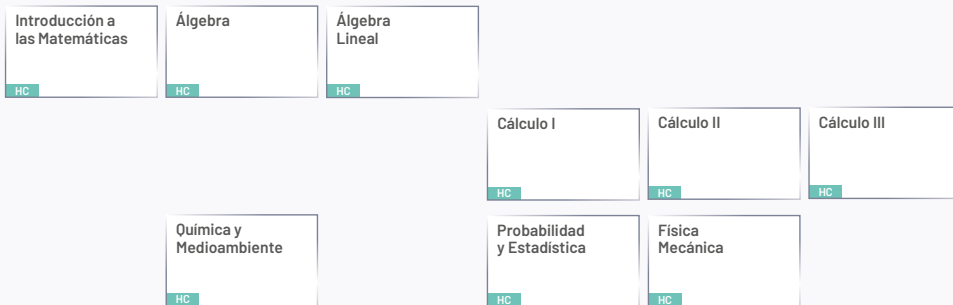 Introducción a
las Matemáticas
HC
Álgebra
HC
Álgebra
Lineal
HC
Cálculo I
HC
Cálculo II
HC
Cálculo III
HC
Química y
Medioambiente
HC
Probabilidad
y Estadística
HC
Física
Mecánica
HC